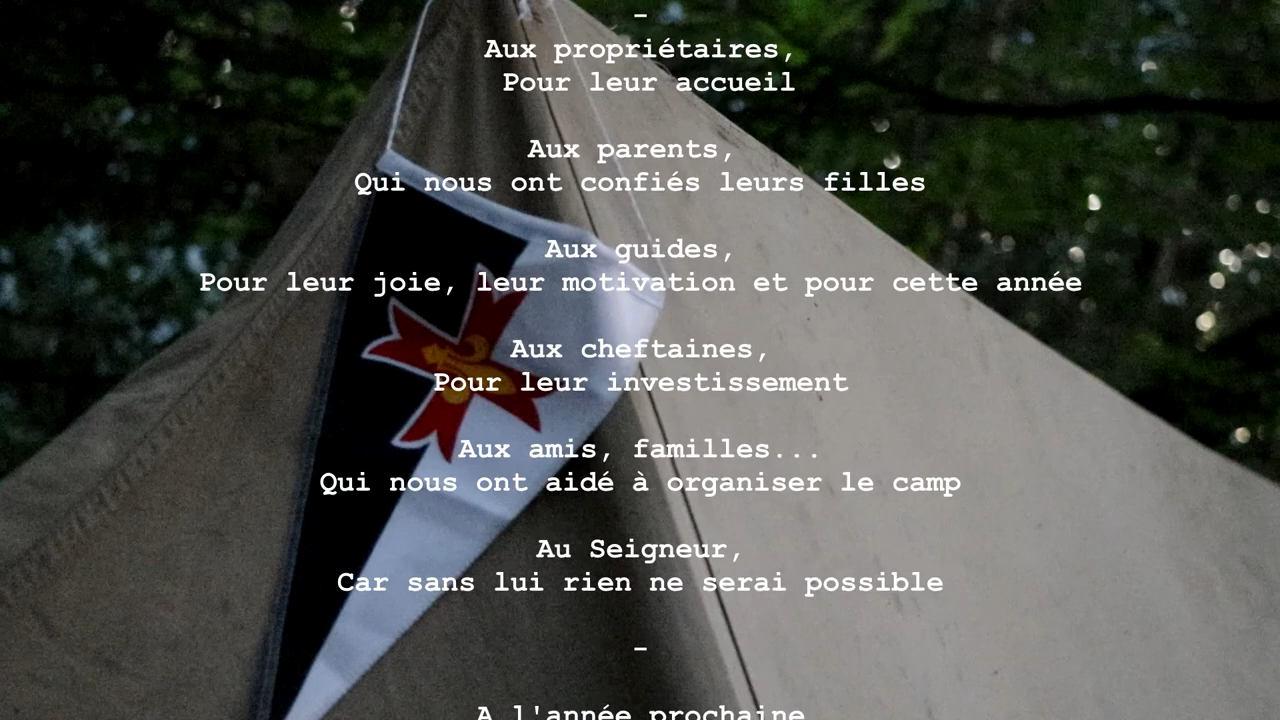 -
Aux propriétaires,
Pour leur accueil
Aux parents,
Qui nous ont confiés leurs filles
Aux guides,
Pour leur joie, leur motivation et pour cette année
Aux cheftaines,
Pour leur investissement
Aux amis, familles...
Qui nous ont aidé à organiser le camp
Au Seigneur,
Car sans lui rien ne serai possible
-
A l'année prochaine